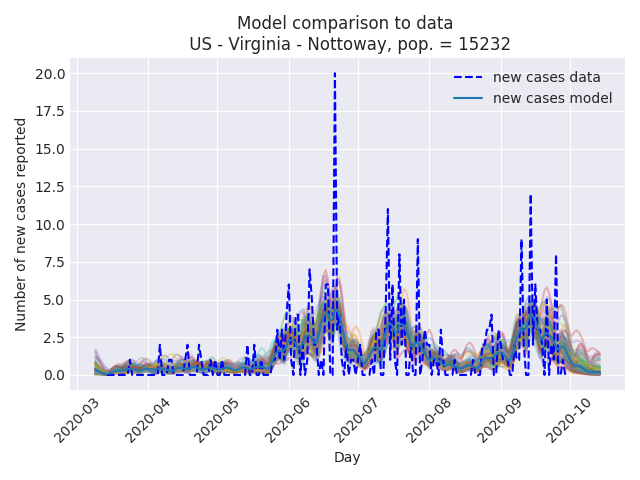 Model comparison to data
US - Virginia - Nottoway, pop. = 15232
new cases data
new cases model
Number of new cases reported
20.0
17.5
15.0
12.5
10.0
7.5
5.0
2.5
0.0
2020-03
2020-04
2020-05
2020-06
2020-07
2020-08
2020-09
2020-10
Day